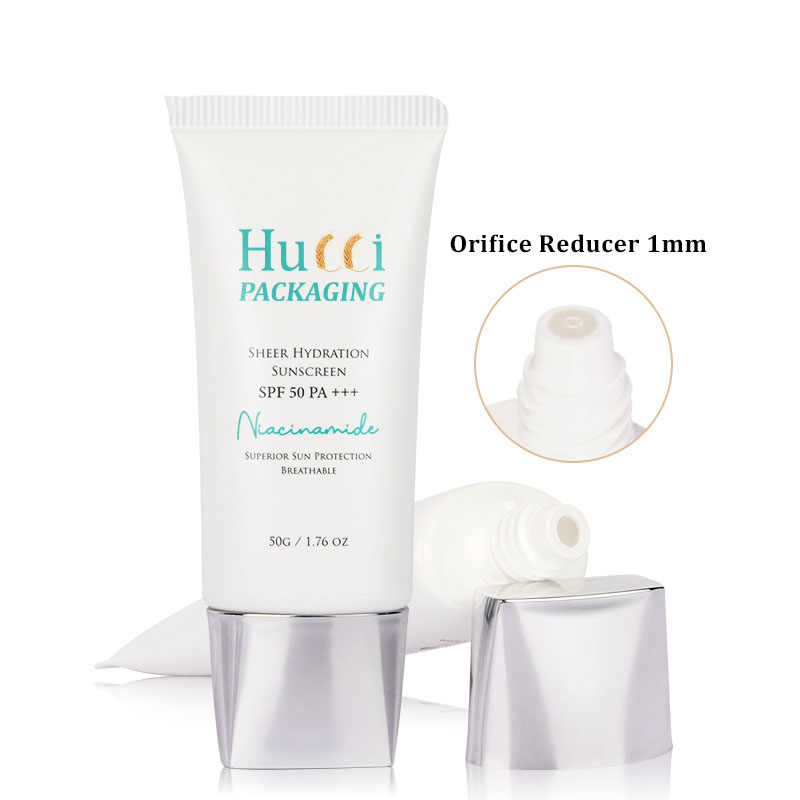 Hucci
PACKAGING
SHEER HYDRATION
SUNSCREEN
SPF 50 PA +++
Niacinamide
SUPERIOR SUN PROTECTION
BREATHABLE
50G / 1.76 OZ
Orifice Reducer 1mm